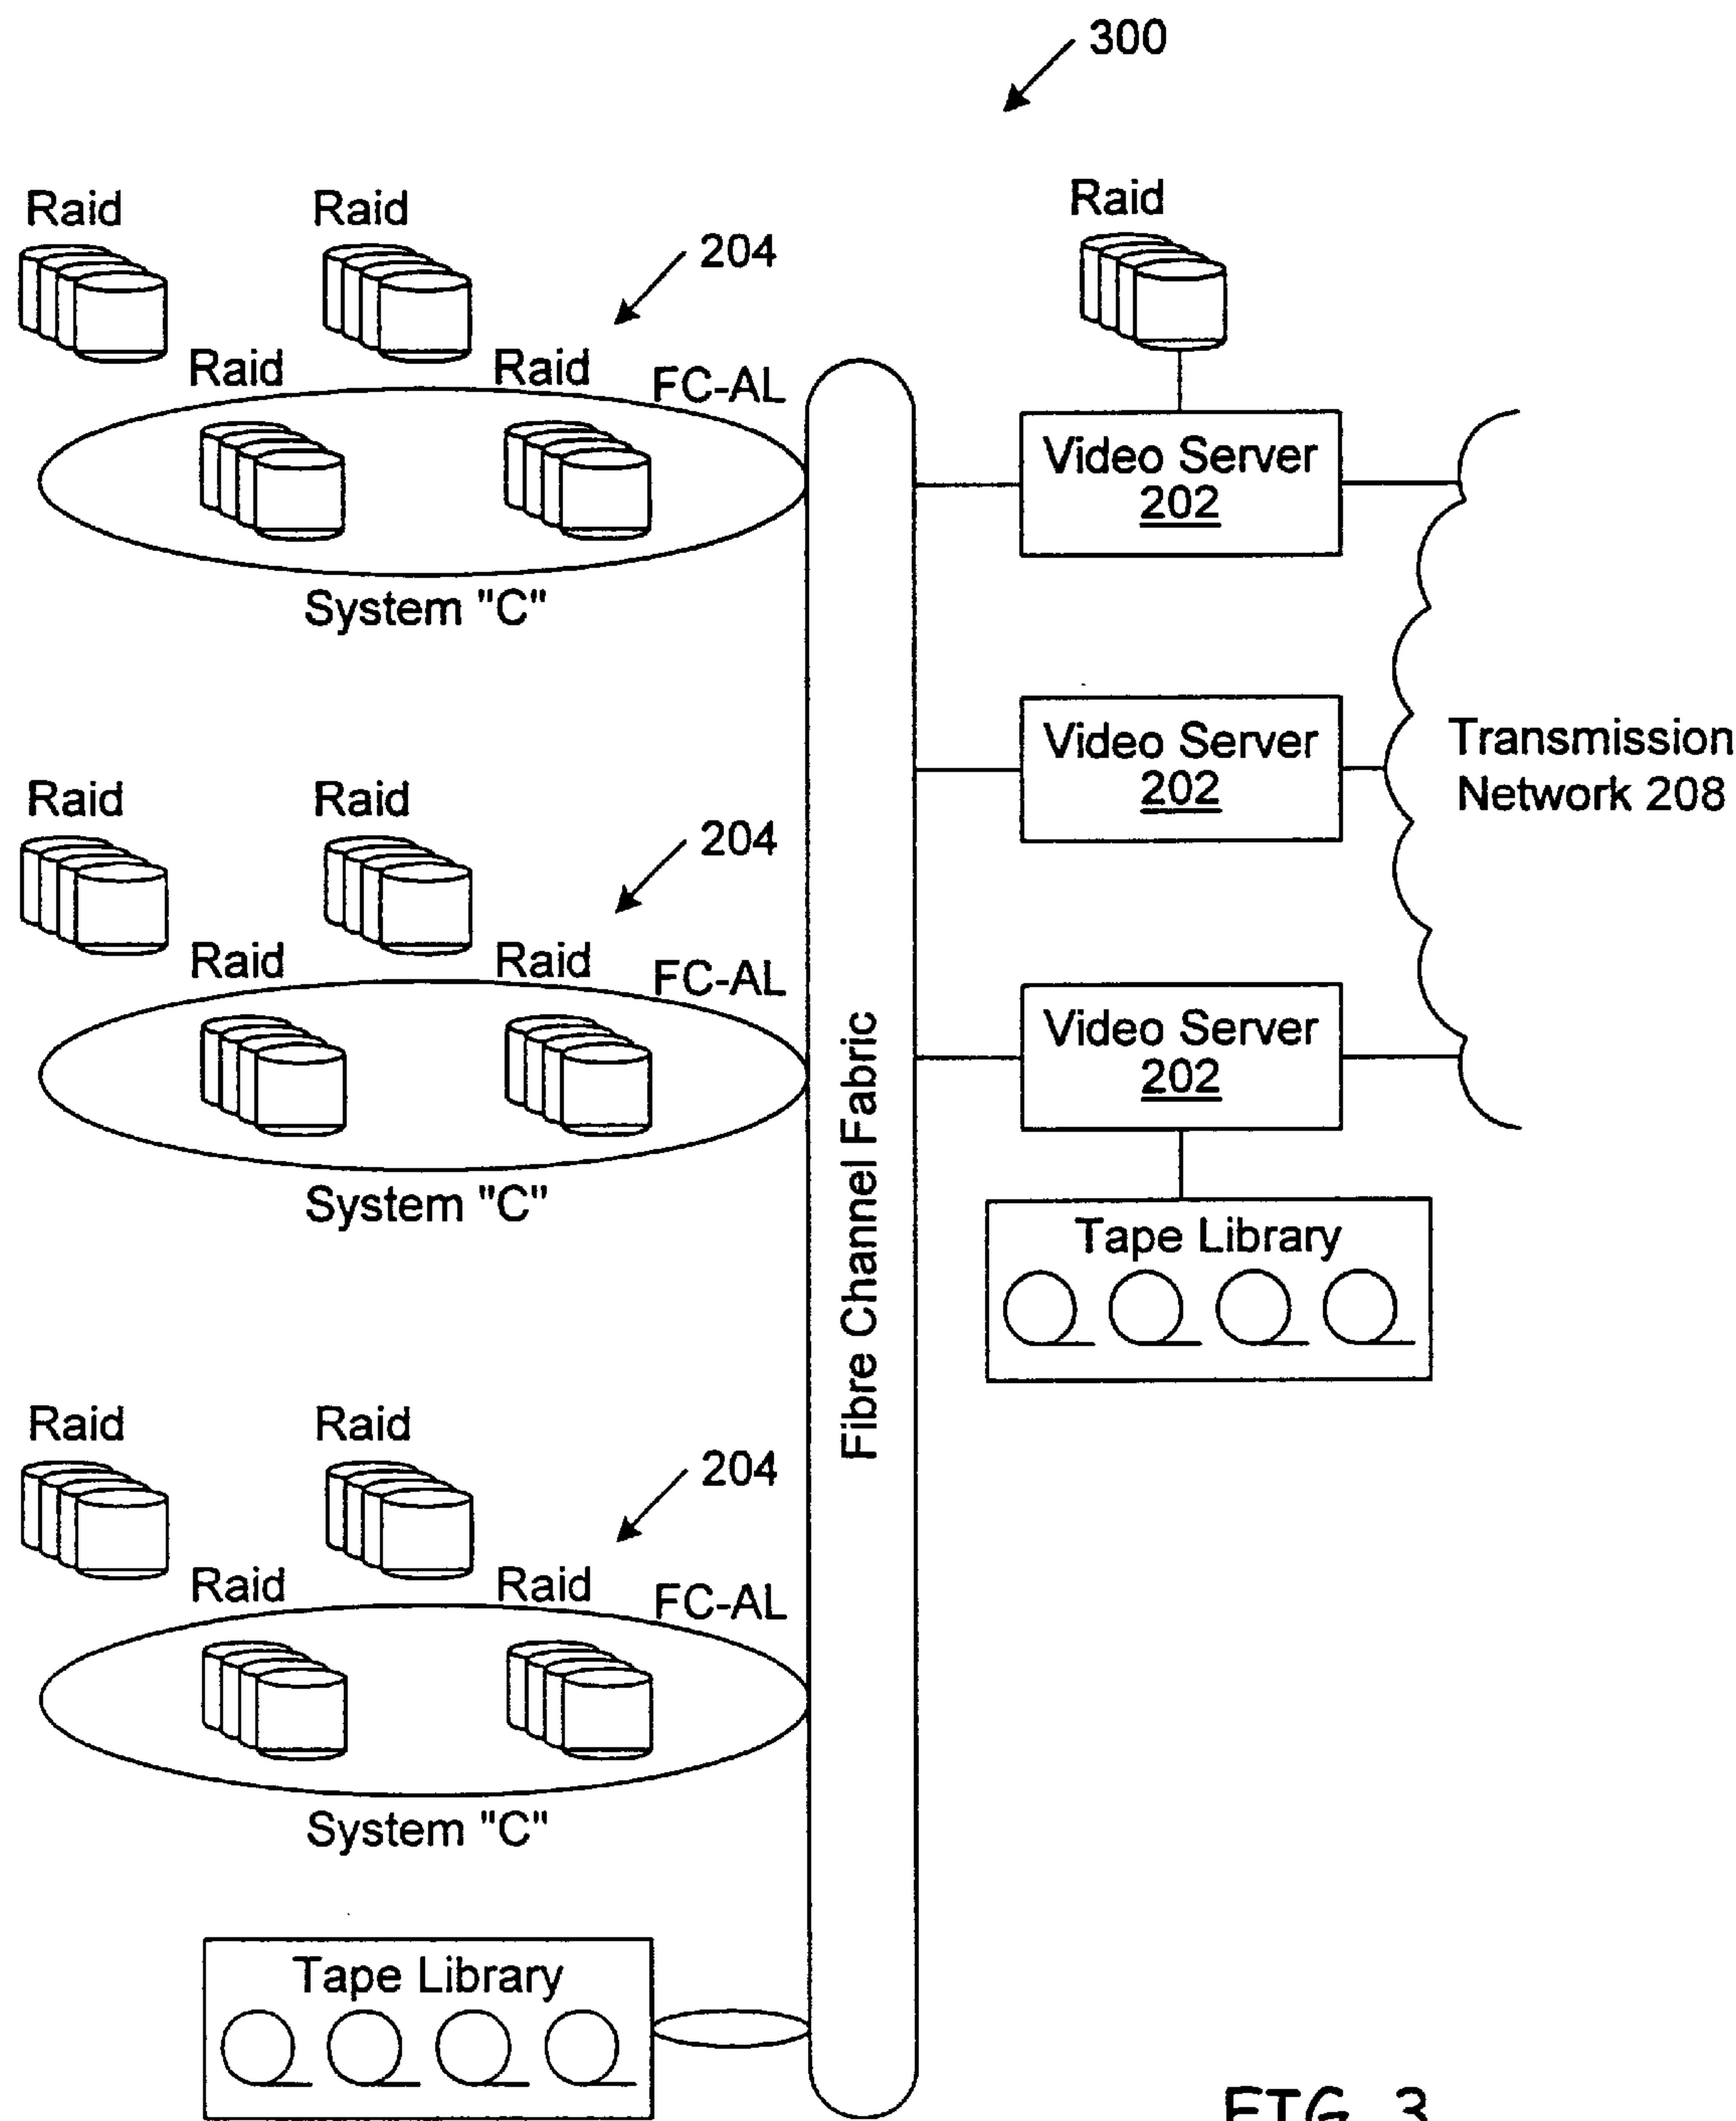 300
Raid
Raid
Raid
204
Raid
Raid
FC-AL
System "C"
Video Server
202
Raid
Raid
204
Raid
Raid
FC-AL
System "C"
Video Server
202
Transmission
Network 208
Video Server
202
Fibre Channel Fabric
Tape Library
Raid
Raid
204
Raid
Raid
FC-AL
System "C"
Tape Library
FIG. 3